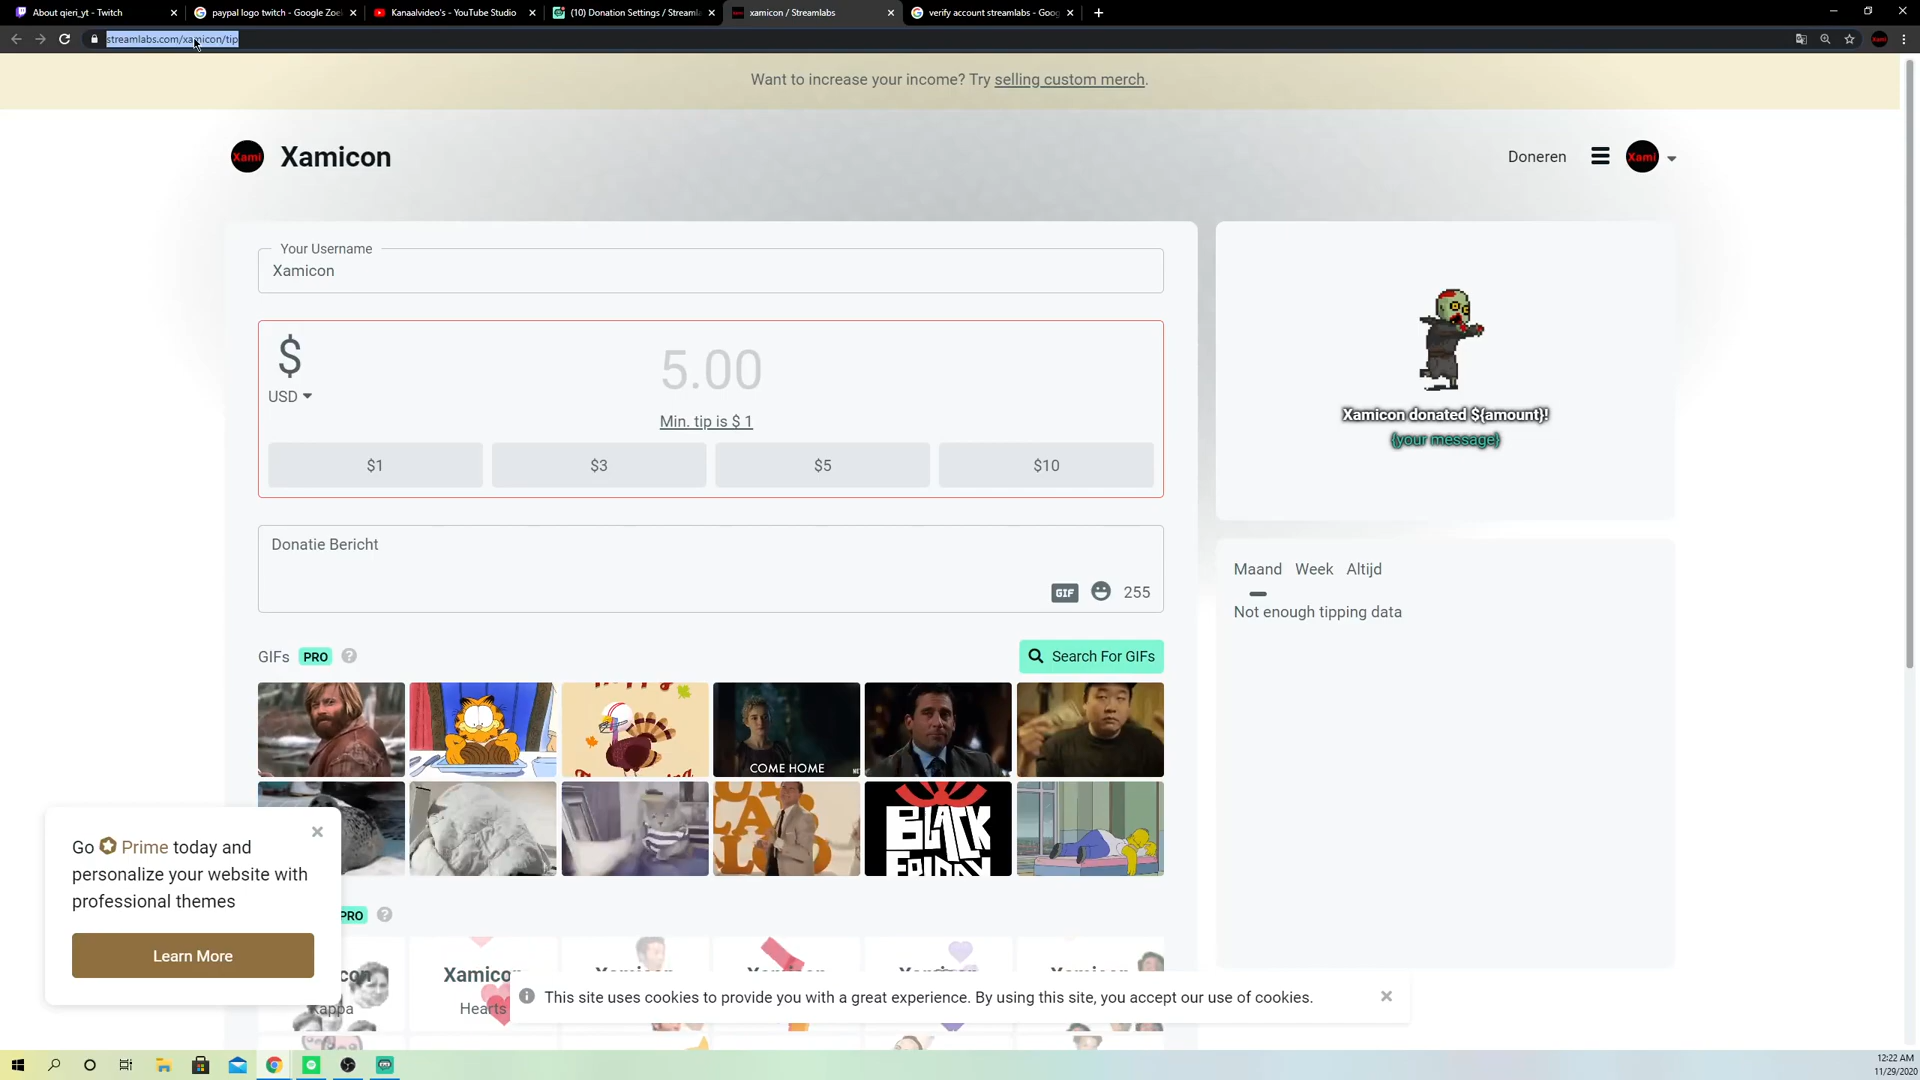 About qieri_yt - Twitch
paypal logo twitch - Google Zoe
Kanaalvideo's - YouTube Studio
(10) Donation Settings / Streaml
xamicon / Streamlabs
verify account streamlabs - Goo
streamlabs.com/xamicon/tip
Want to increase your income? Try selling custom merch.
Xami
Xamicon
Doneren
Xami
Your Username
Xamicon
$
USD
5.00
Min. tip is $ 1
$1
$3
$5
$10
Xamicon donated ${amount}!
{your message}
Donatie Bericht
GIF
255
Maand Week Altijd
Not enough tipping data
GIFs PRO ?
Search For GIFs
COME HOME
BLACK
FRIDAY
Go Prime today and
personalize your website with
professional themes
Learn More
PRO ?
Xamicon
Hearts
Kappa
This site uses cookies to provide you with a great experience. By using this site, you accept our use of cookies.
12:22 AM
11/29/2020